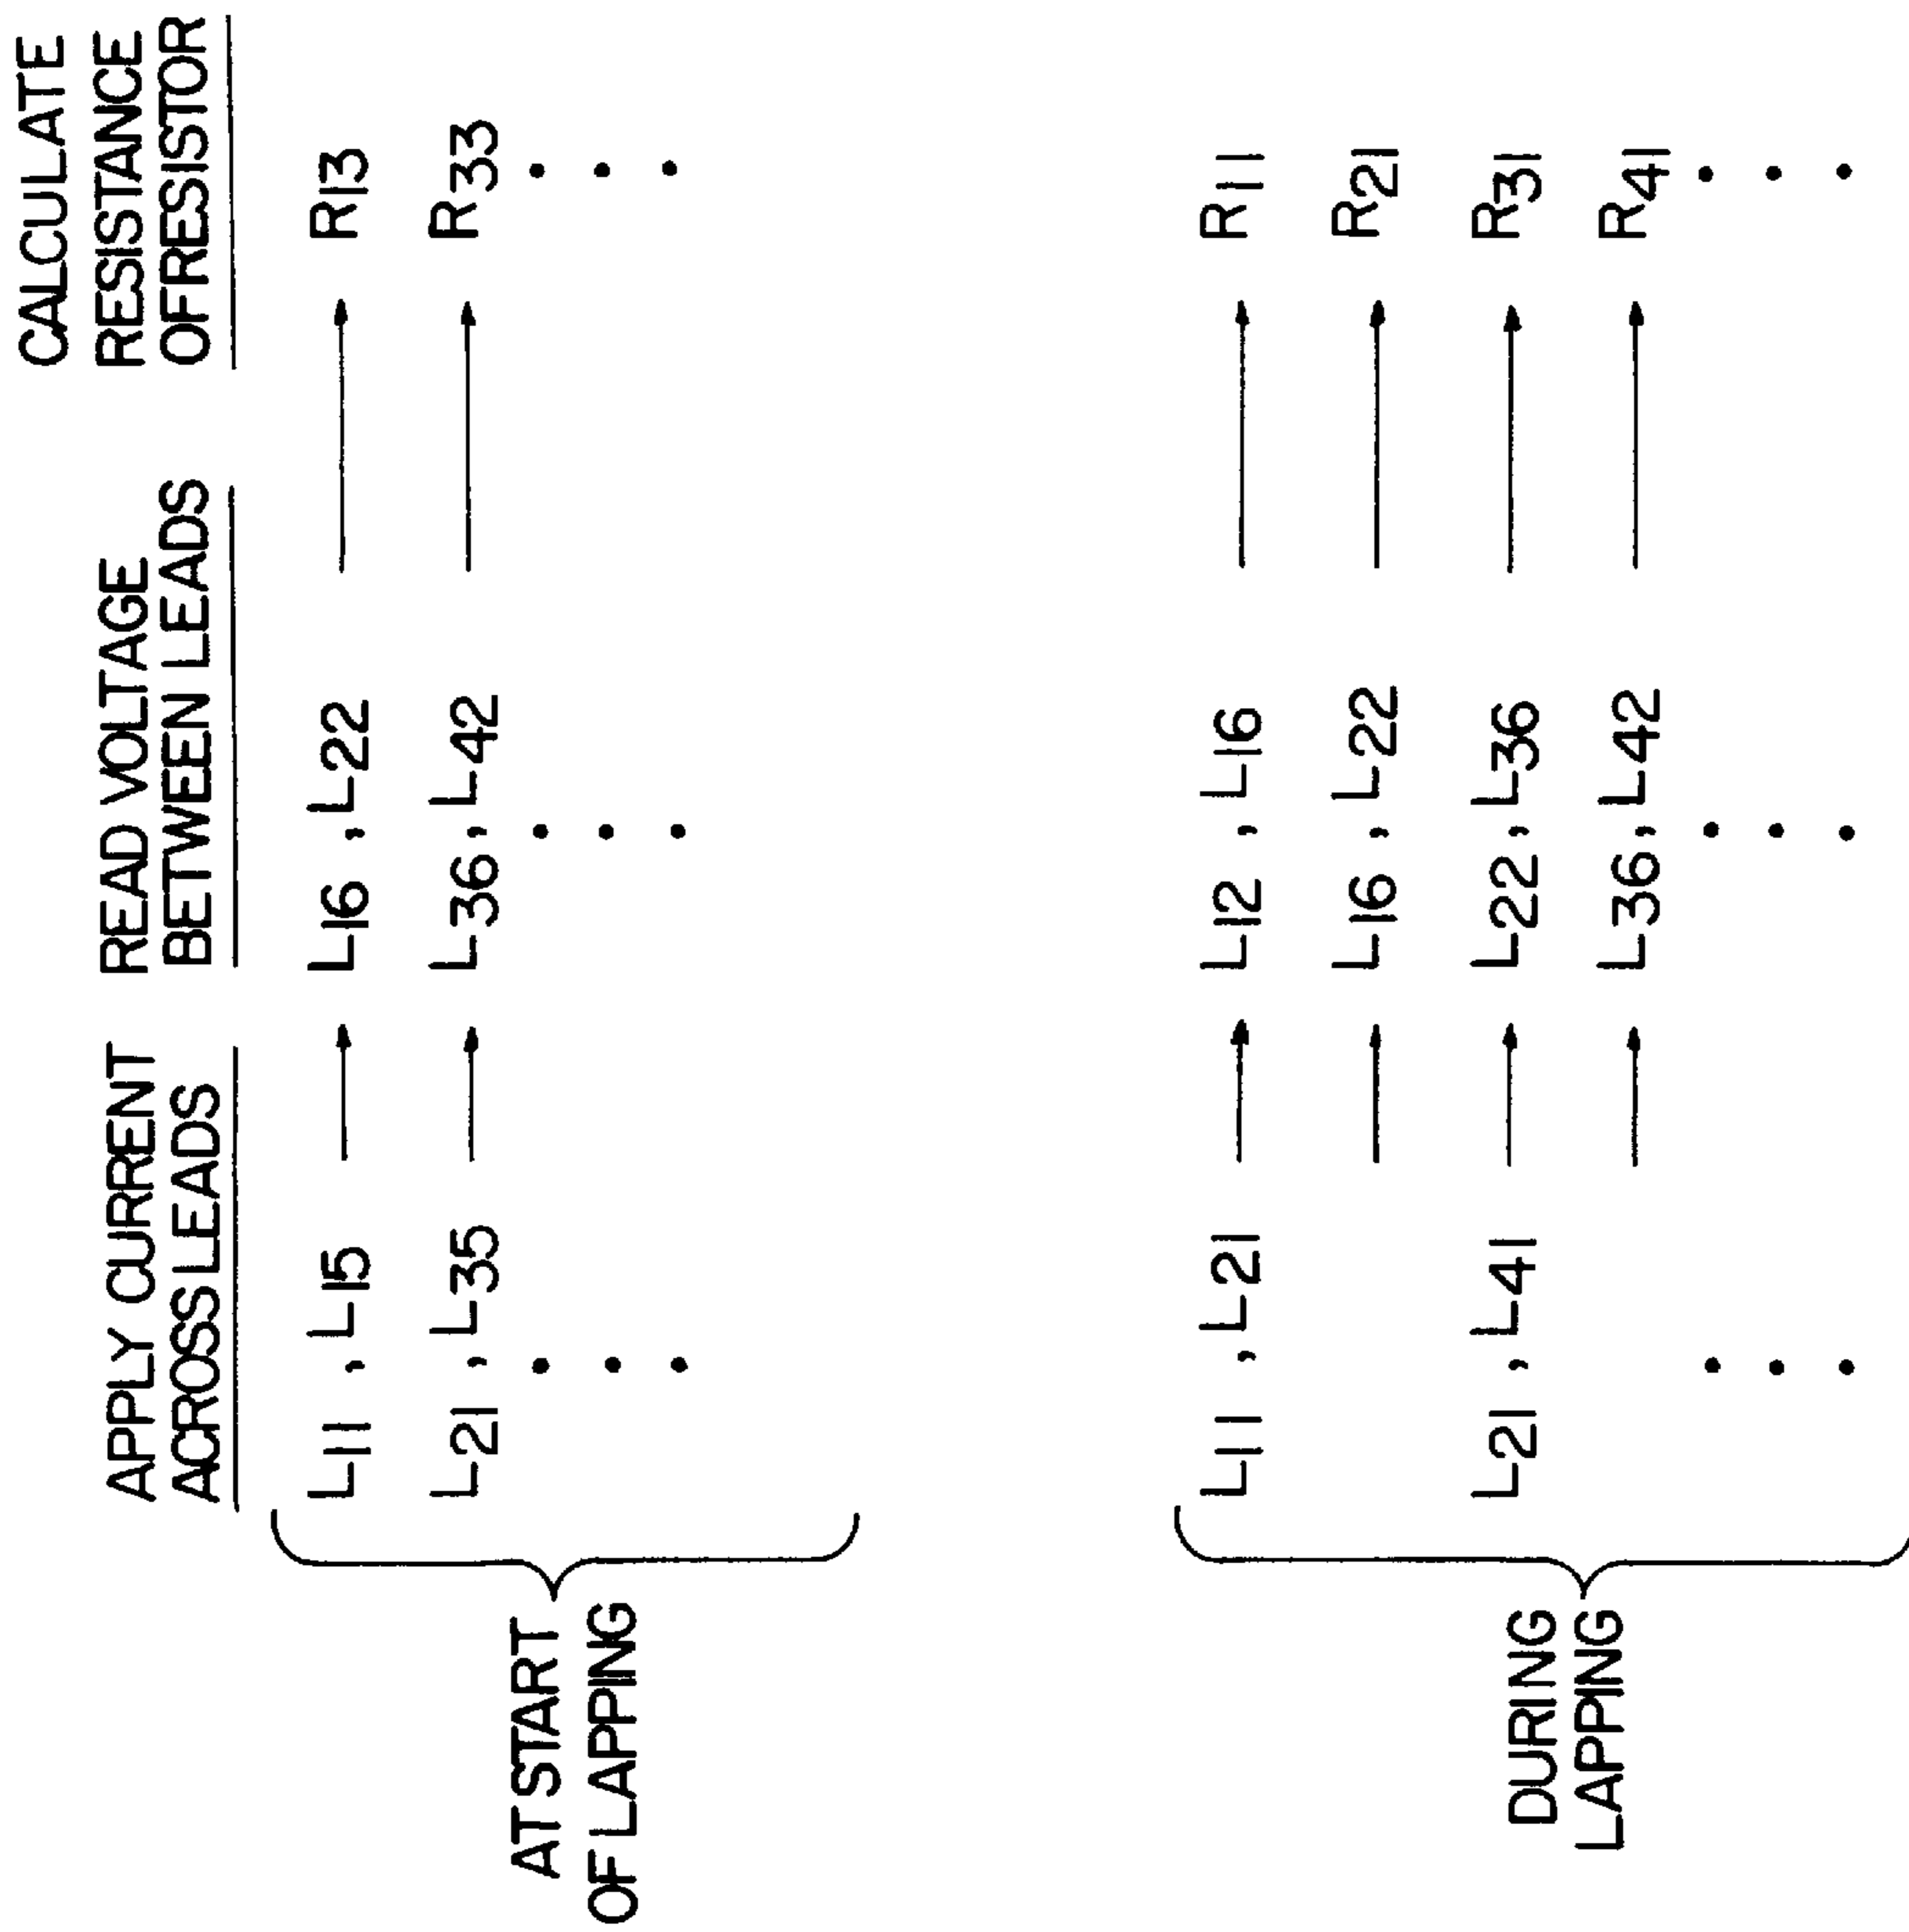 APPLY CURRENT
ACROSS LEADS
READ VOLTAGE
BETWEEN LEADS
CALCULATE
RESISTANCE
OF RESISTOR
AT START
OF LAPPING
L11 , L15
L16 , L22
R13
L21 , L35
L36, L42
R33
DURING
LAPPING
L11 , L21
L12 , L16
R11
L16 , L22
R21
L21 , L41
L22, L36
R31
L36, L42
R41